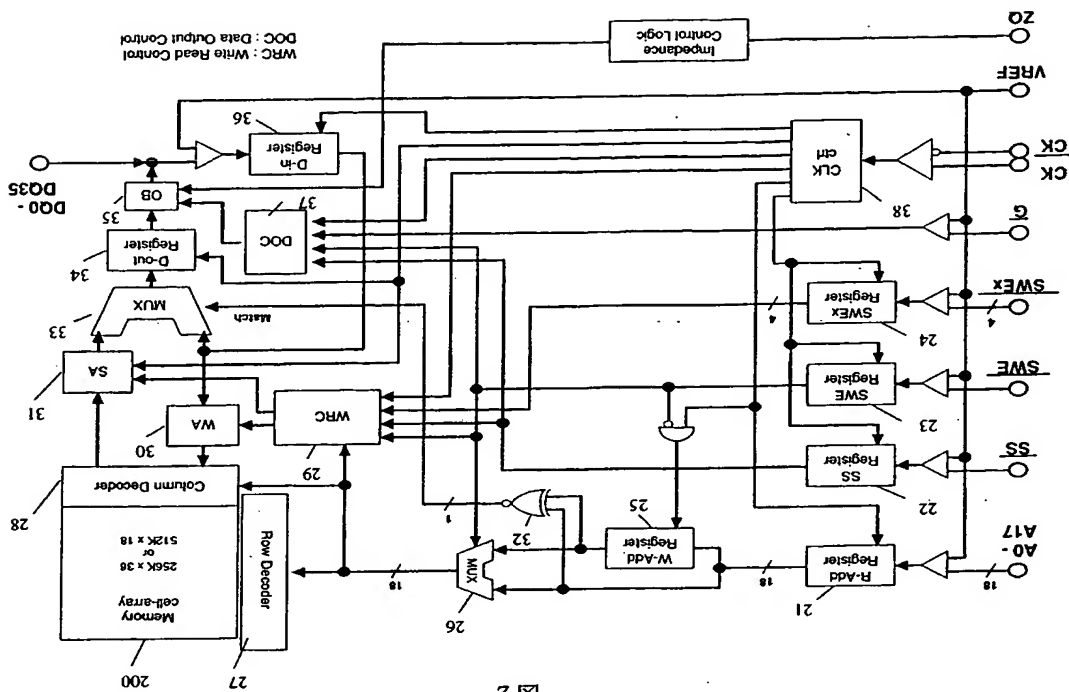 図 2
A0 -
A17
18
21
R-Add
Register
18
25
W-Add
Register
26
MUX
18
27
Row Decoder
200
Memory
cell-array
256K x 36
or
512K x 18
28
Column Decoder
32
1
SS
22
SS
Register
29
WRC
30
WA
31
SA
SWE
23
SWE
Register
SWEx
4
24
SWEx
Register
4
Match
33
MUX
34
D-out
Register
G
37
DOC
35
OB
DQ0 -
DQ35
CK
CK
38
CLK
ctrl
36
D-in
Register
VREF
ZQ
Impedance
Control Logic
WRC : Write Read Control
DOC : Data Output Control